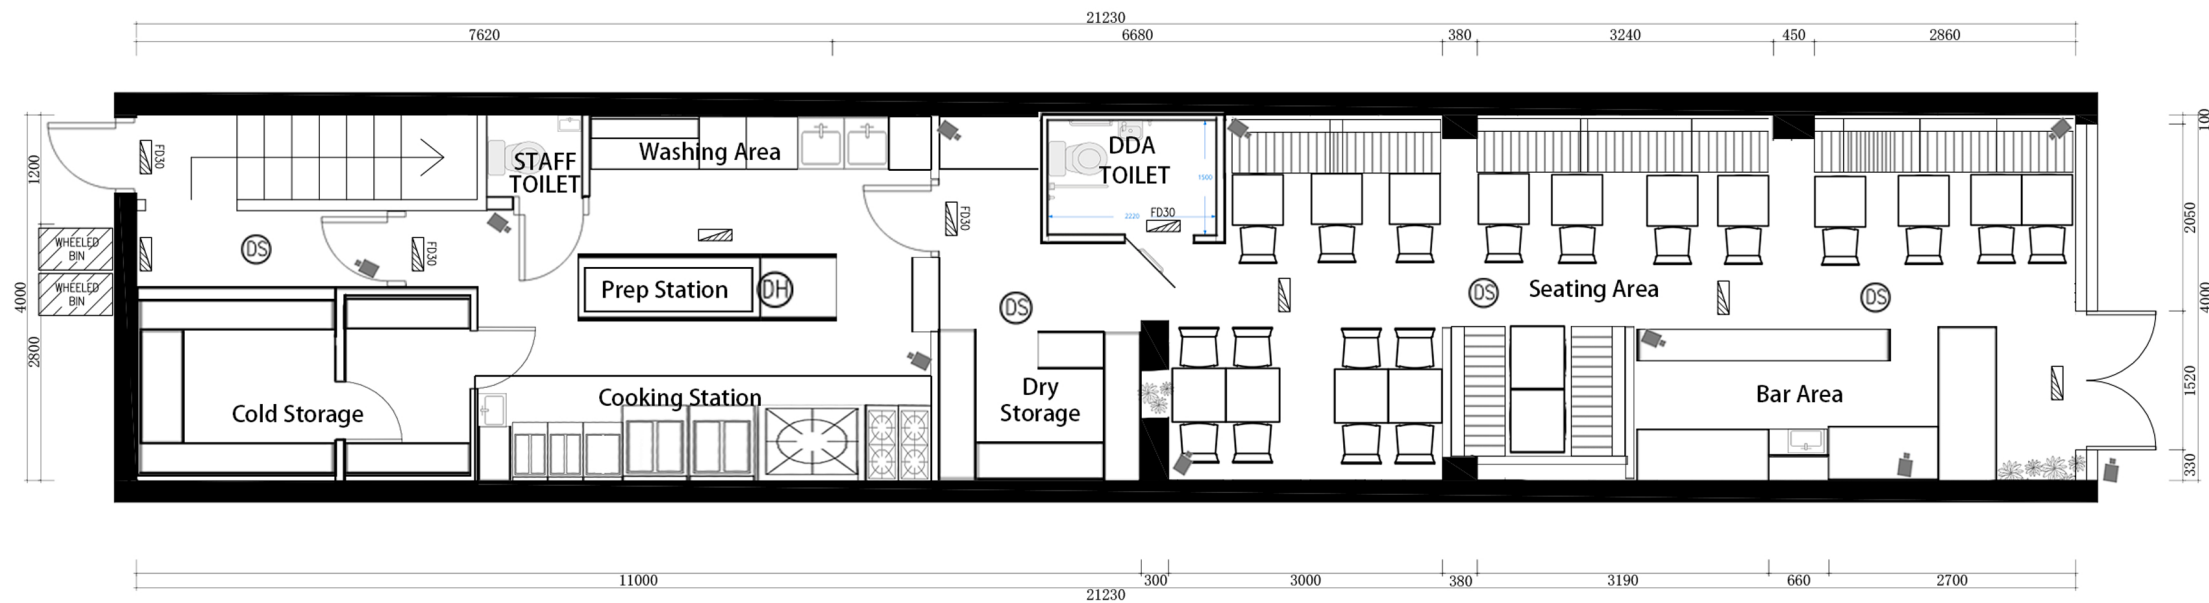 21230
7620
6680
380
3240
450
2860
1200
4000
2800
WHEELED
BIN
WHEELED
BIN
FD30
DS
FD30
STAFF
TOILET
Washing Area
Prep Station
DH
Cold Storage
Cooking Station
FD30
DS
Dry
Storage
DDA
TOILET
1500
2220
FD30
DS
Seating Area
DS
Bar Area
100
2050
4000
1520
330
11000
300
3000
380
3190
660
2700
21230